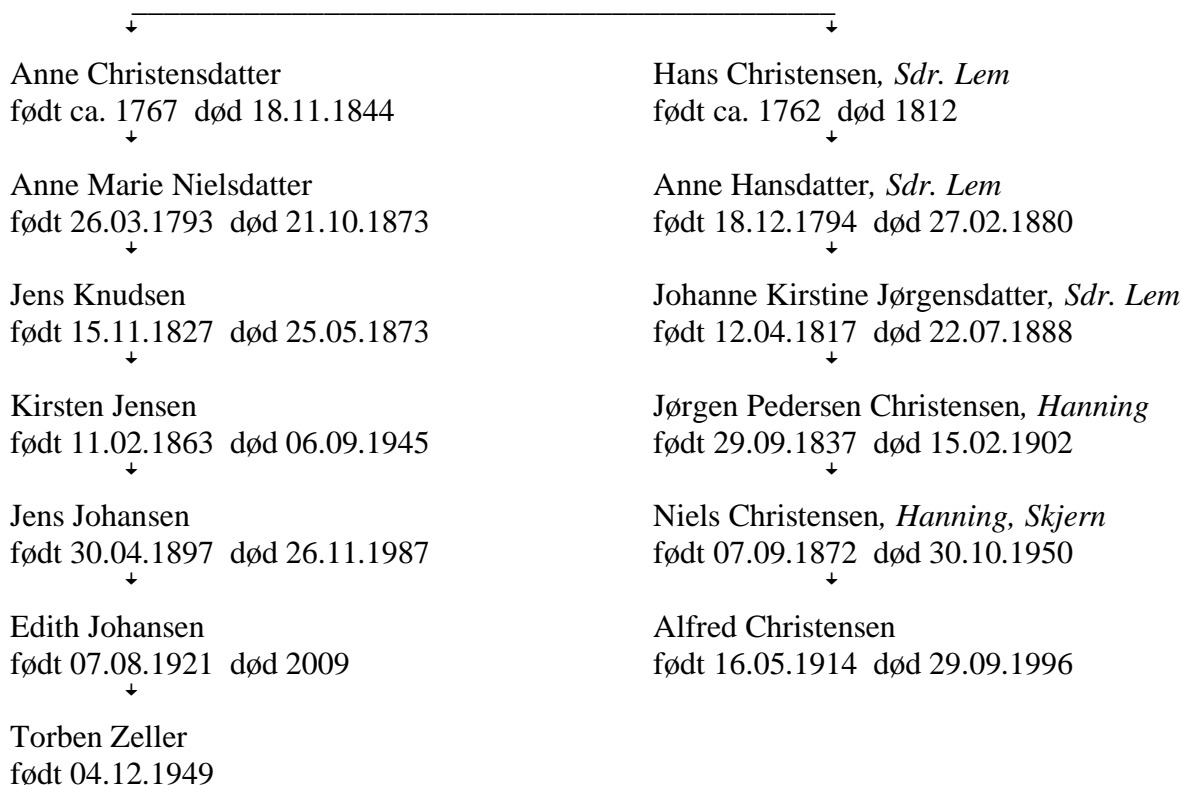 Anne Christensdatter
født ca. 1767 død 18.11.1844
Anne Marie Nielsdatter
født 26.03.1793 død 21.10.1873
Jens Knudsen
født 15.11.1827 død 25.05.1873
Kirsten Jensen
født 11.02.1863 død 06.09.1945
Jens Johansen
født 30.04.1897 død 26.11.1987
Edith Johansen
født 07.08.1921 død 2009
Torben Zeller
født 04.12.1949
Hans Christensen, Sdr. Lem
født ca. 1762 død 1812
Anne Hansdatter, Sdr. Lem
født 18.12.1794 død 27.02.1880
Johanne Kirstine Jørgensdatter, Sdr. Lem
født 12.04.1817 død 22.07.1888
Jørgen Pedersen Christensen, Hanning
født 29.09.1837 død 15.02.1902
Niels Christensen, Hanning, Skjern
født 07.09.1872 død 30.10.1950
Alfred Christensen
født 16.05.1914 død 29.09.1996